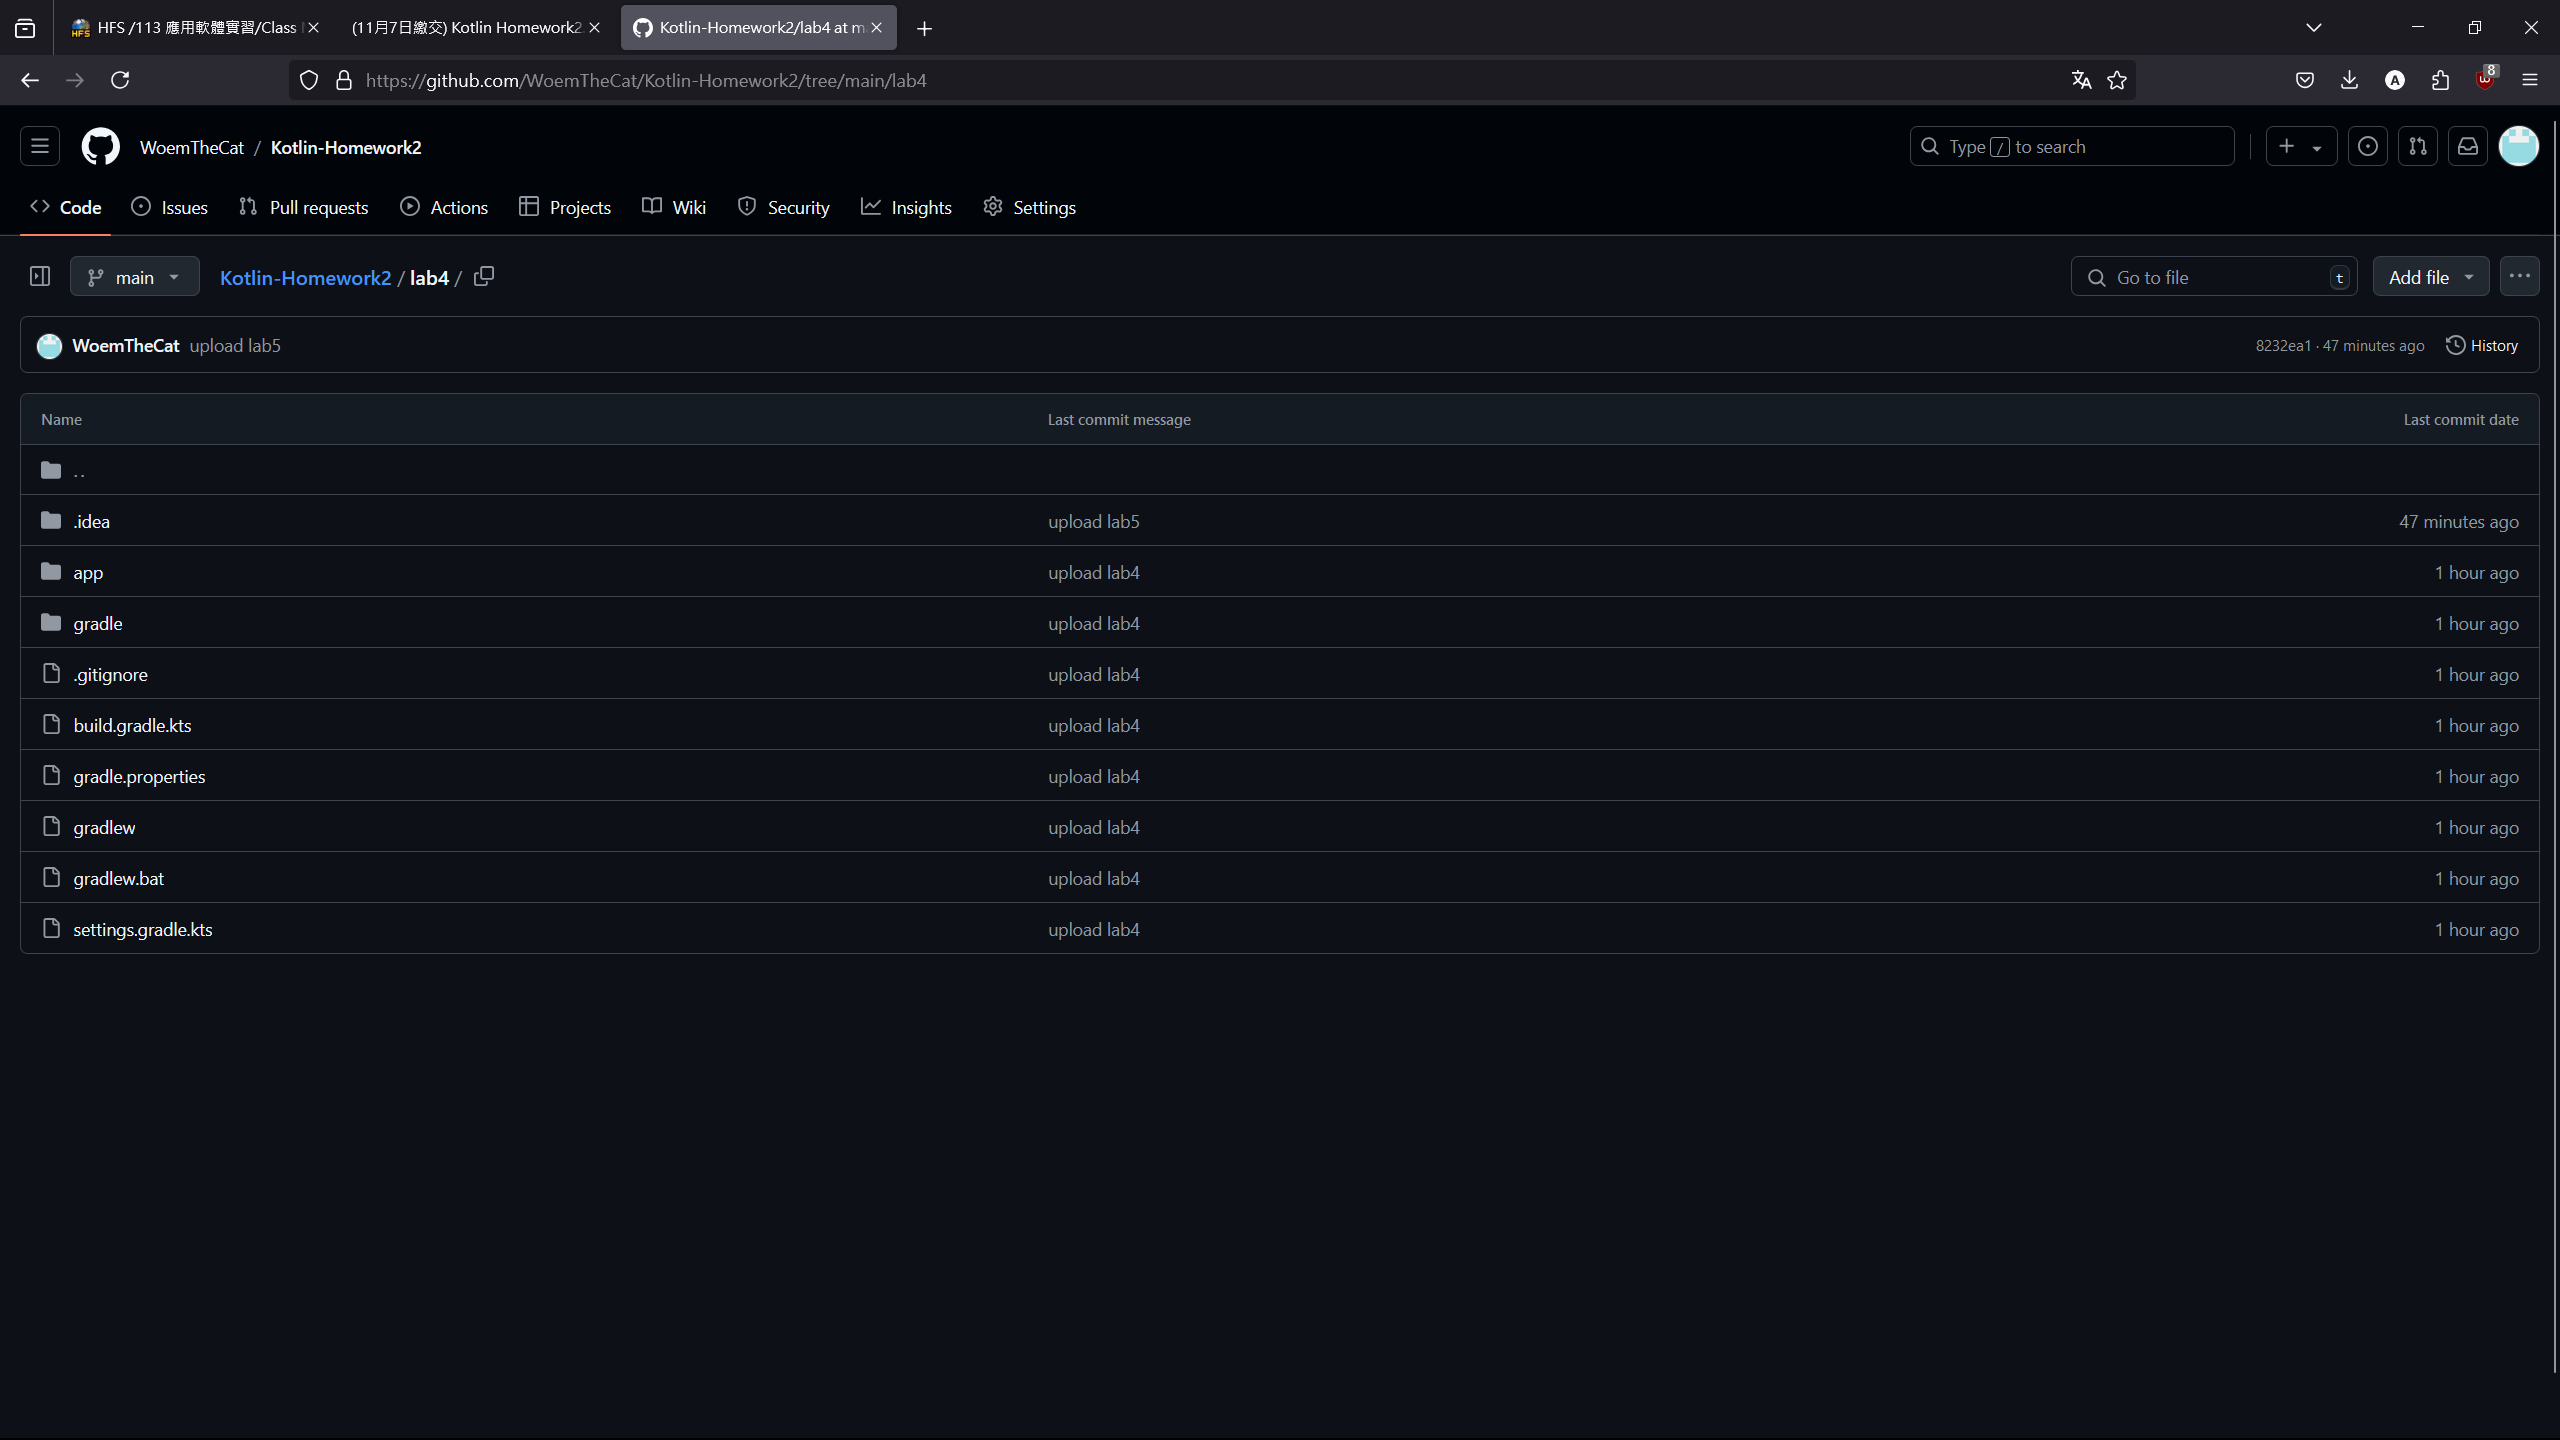 HFS /113 應用軟體實習/Class
(11月7日繳交) Kotlin Homework2
Kotlin-Homework2/lab4 at m
https://github.com/WoemTheCat/Kotlin-Homework2/tree/main/lab4
A
8
WoemTheCat / Kotlin-Homework2
Type / to search
Code
Issues
Pull requests
Actions
Projects
Wiki
Security
Insights
Settings
main
Kotlin-Homework2 / lab4 /
Go to file
t
Add file
WoemTheCat upload lab5
8232ea1 · 47 minutes ago
History
Name Last commit message Last commit date
..
.idea upload lab5 47 minutes ago
app upload lab4 1 hour ago
gradle upload lab4 1 hour ago
.gitignore upload lab4 1 hour ago
build.gradle.kts upload lab4 1 hour ago
gradle.properties upload lab4 1 hour ago
gradlew upload lab4 1 hour ago
gradlew.bat upload lab4 1 hour ago
settings.gradle.kts upload lab4 1 hour ago